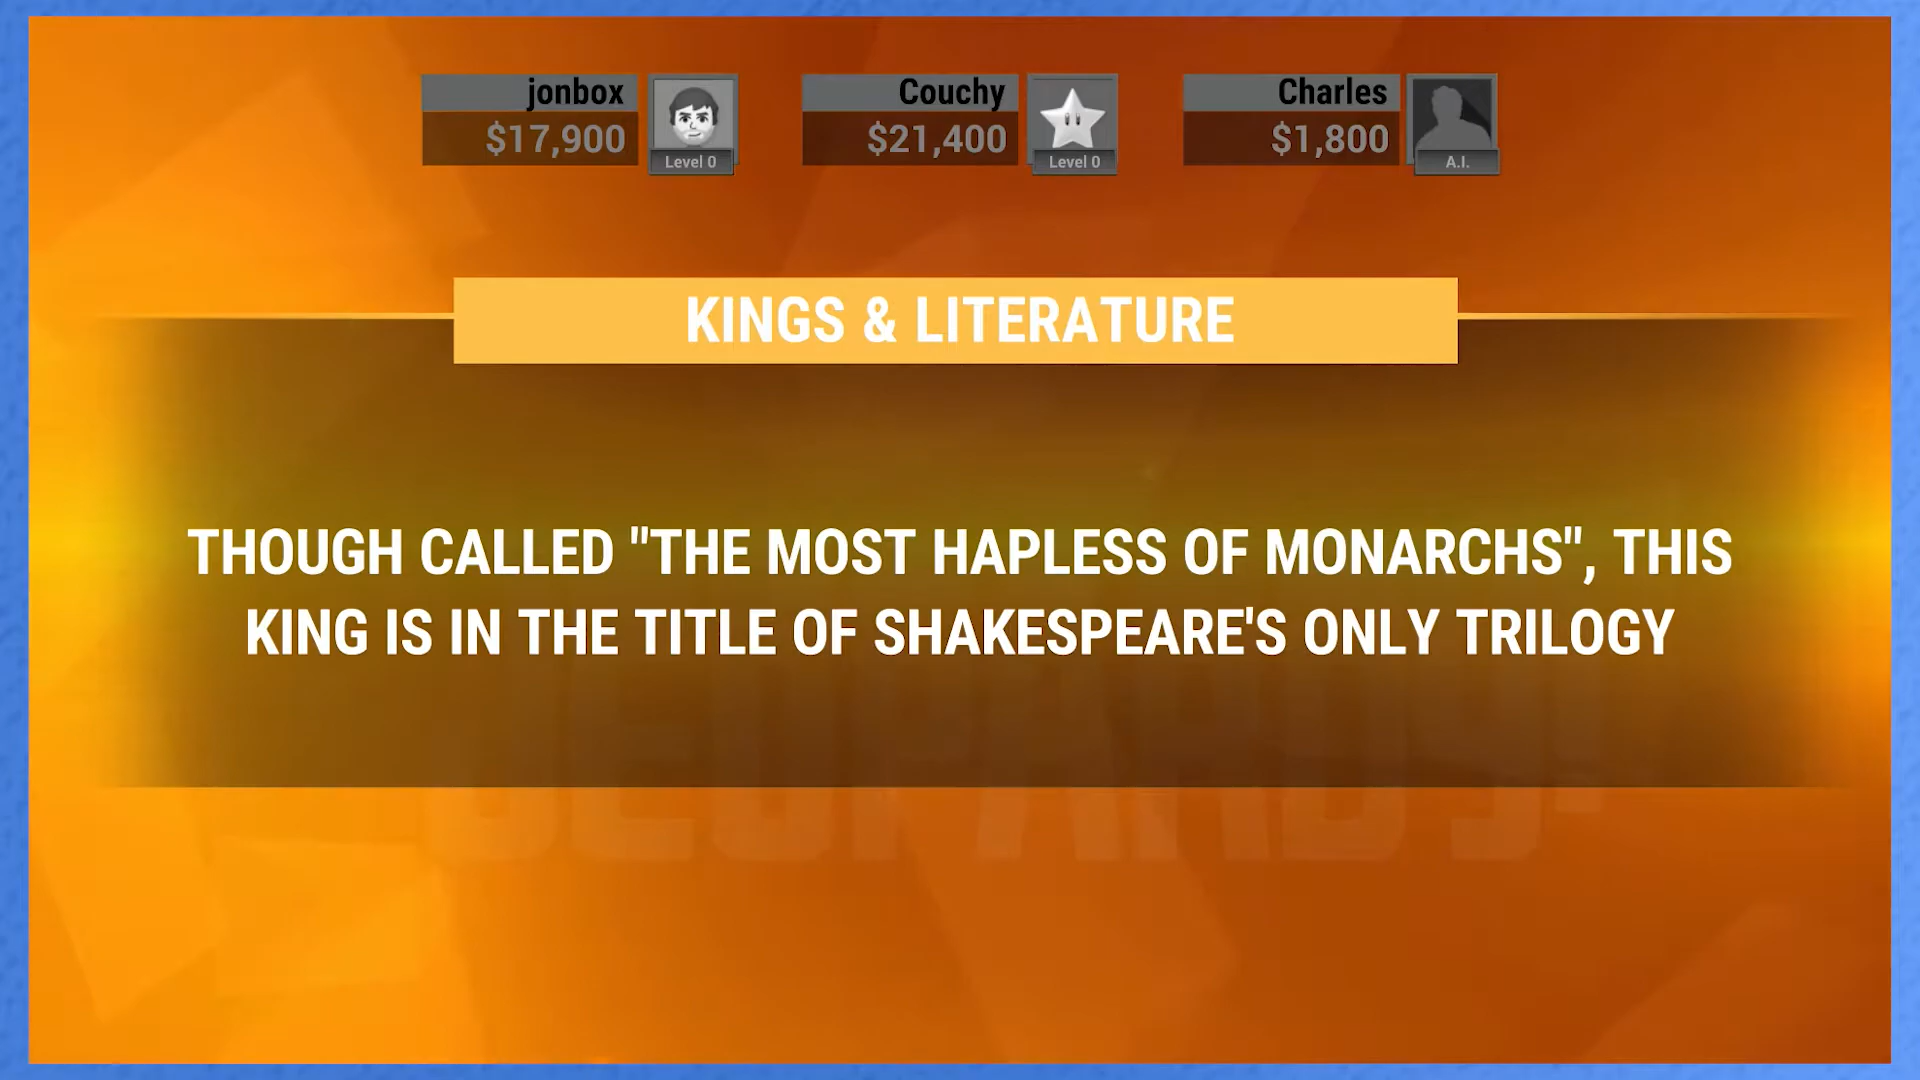 jonbox
$17,900
Level 0
Couchy
$21,400
Level 0
Charles
$1,800
A.I.
KINGS & LITERATURE
THOUGH CALLED "THE MOST HAPLESS OF MONARCHS", THIS
KING IS IN THE TITLE OF SHAKESPEARE'S ONLY TRILOGY
JEOPARDY!